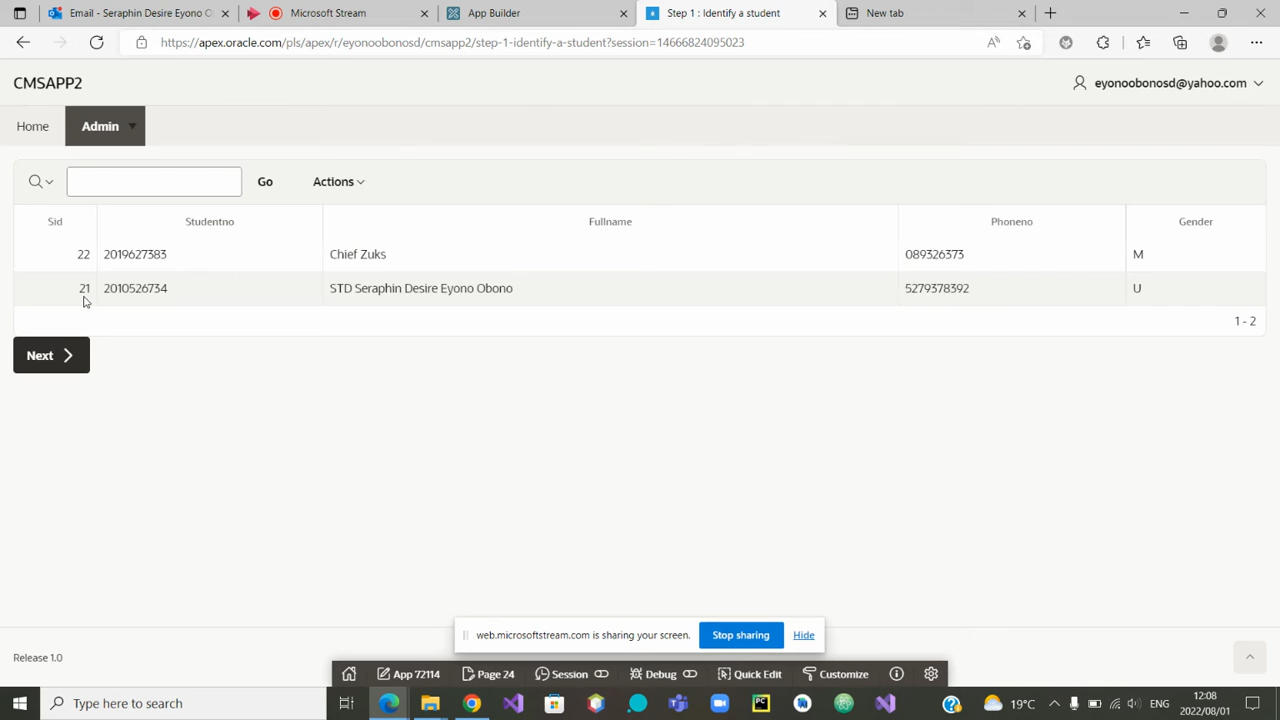 Email - Seraphin Desire Eyono O
Microsoft Stream
App Builder
Step 1 : Identify a student
New tab
https://apex.oracle.com/pls/apex/r/eyonoobonosd/cmsapp2/step-1-identify-a-student?session=14666824095023
CMSAPP2
eyonoobonosd@yahoo.com
Home
Admin
Go
Actions
Sid Studentno Fullname Phoneno Gender
22 2019627383 Chief Zuks 089326373 M
21 2010526734 STD Seraphin Desire Eyono Obono 5279378392 U
1 - 2
Next
web.microsoftstream.com is sharing your screen.
Stop sharing
Hide
Release 1.0
App 72114
Page 24
Session
Debug
Quick Edit
Customize
Type here to search
PC
19°C
ENG
12:08
2022/08/01